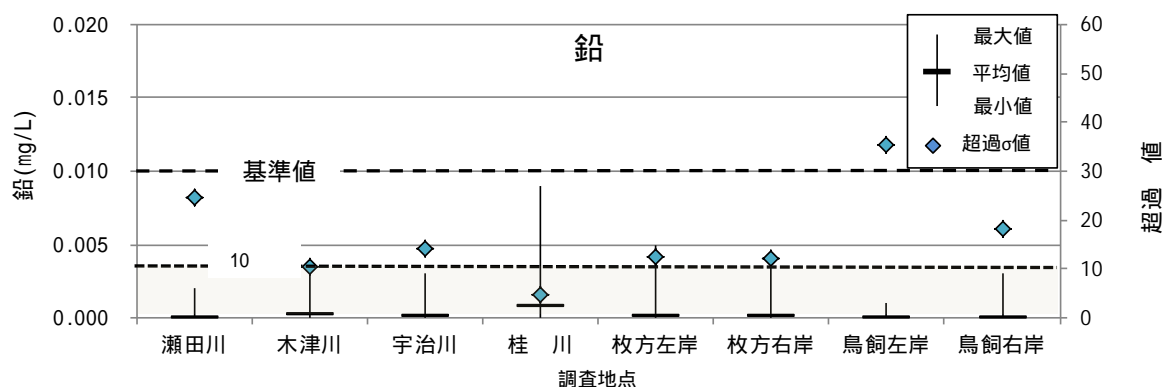 鉛
最大値
平均値
最小値
超過σ値
鉛(㎎/L)
0.020
0.015
0.010
0.005
0.000
基準値
10
60
50
40
30
20
10
0
超過 値
瀬田川 木津川 宇治川 桂 川 枚方左岸 枚方右岸 鳥飼左岸 鳥飼右岸
調査地点